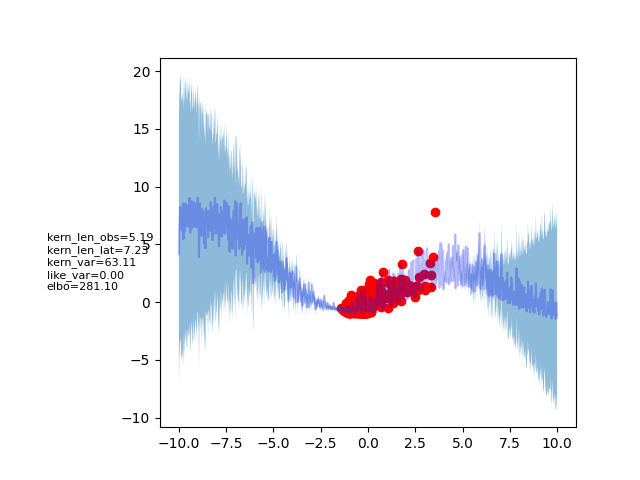 20
15
10
5
0
−5
−10
kern_len_obs=5.19
kern_len_lat=7.25
kern_var=63.11
like_var=0.00
elbo=281.10
−10.0 −7.5 −5.0 −2.5 0.0 2.5 5.0 7.5 10.0